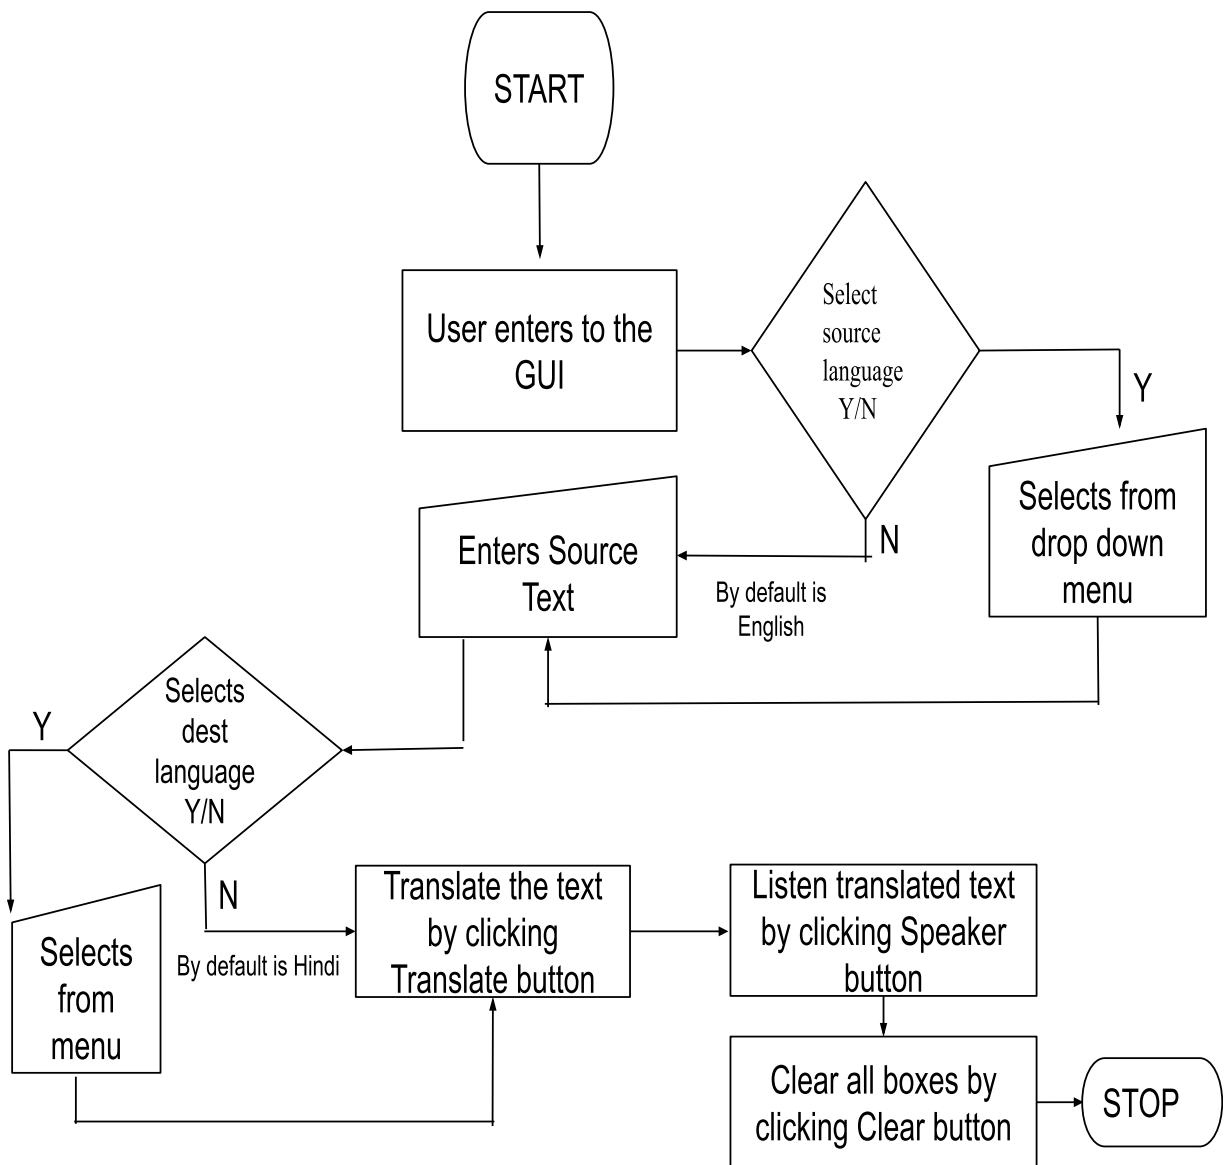 START
User enters to the
GUI
Select
source
language
Y/N
Y
Selects from
drop down
menu
N
By default is
English
Enters Source
Text
Selects
dest
language
Y/N
Y
N
By default is Hindi
Selects
from
menu
Translate the text
by clicking
Translate button
Listen translated text
by clicking Speaker
button
Clear all boxes by
clicking Clear button
STOP